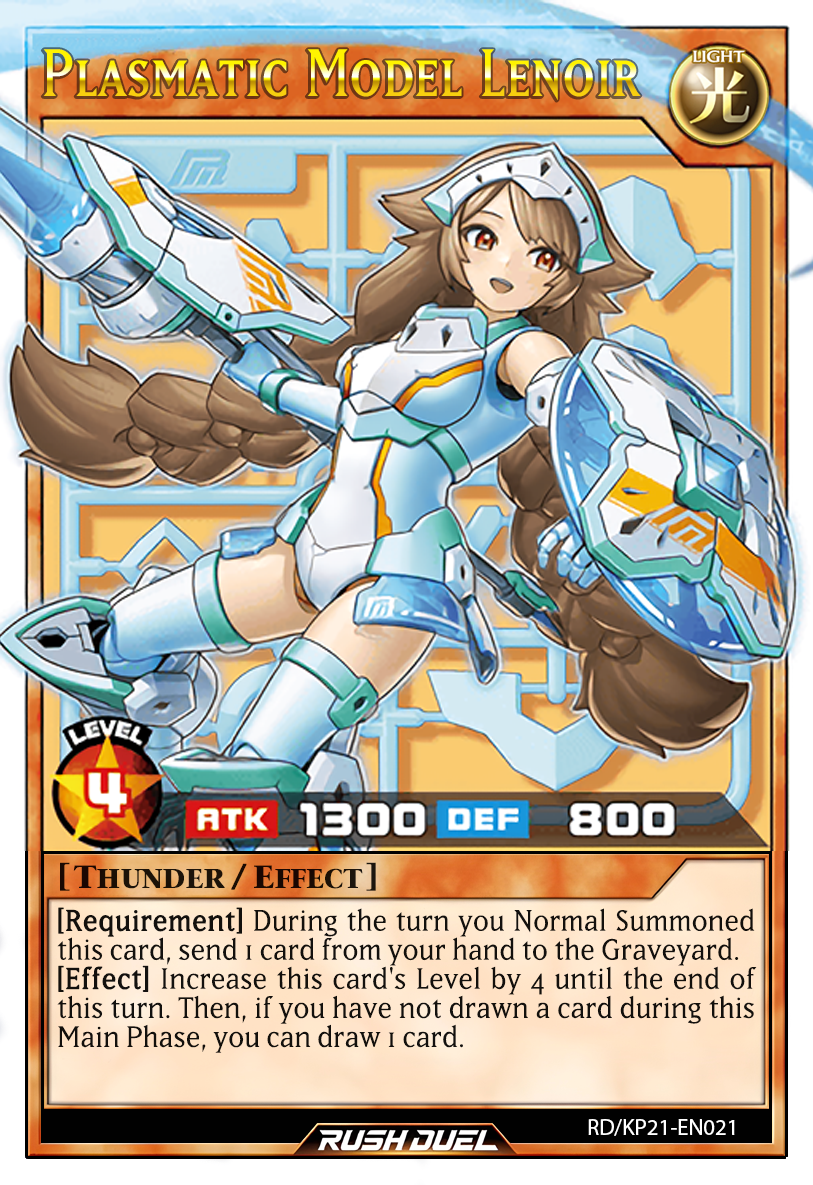 Plasmatic Model Lenoir
LIGHT
光
LEVEL
4
ATK 1300 DEF 800
[Thunder / Effect]
[Requirement] During the turn you Normal Summoned
this card, send 1 card from your hand to the Graveyard.
[Effect] Increase this card's Level by 4 until the end of
this turn. Then, if you have not drawn a card during this
Main Phase, you can draw 1 card.
RD/KP21-EN021
RUSH DUEL